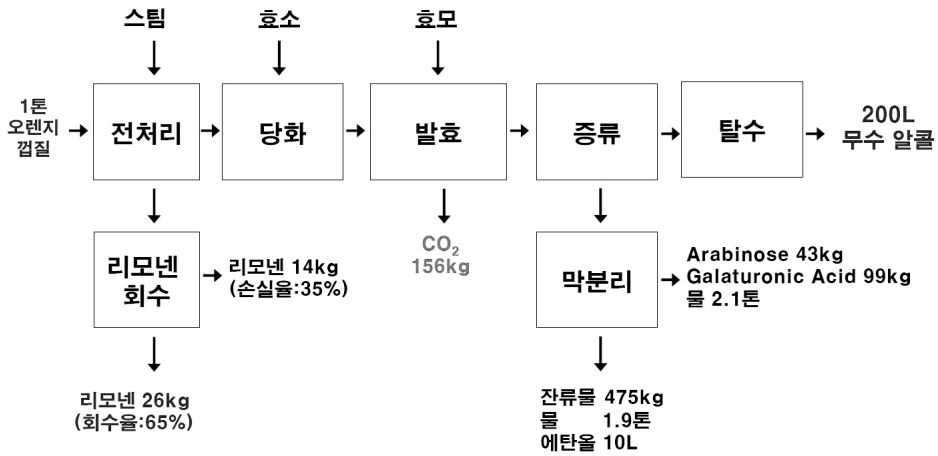 스팀
효소
효모
1톤
오렌지
껍질
전처리
당화
발효
증류
탈수
200L
무수 알콜
리모넨
회수
리모넨 14kg
(손실율:35%)
CO₂
156kg
막분리
Arabinose 43kg
Galaturonic Acid 99kg
물 2.1톤
리모넨 26kg
(회수율:65%)
잔류물 475kg
물 1.9톤
에탄올 10L